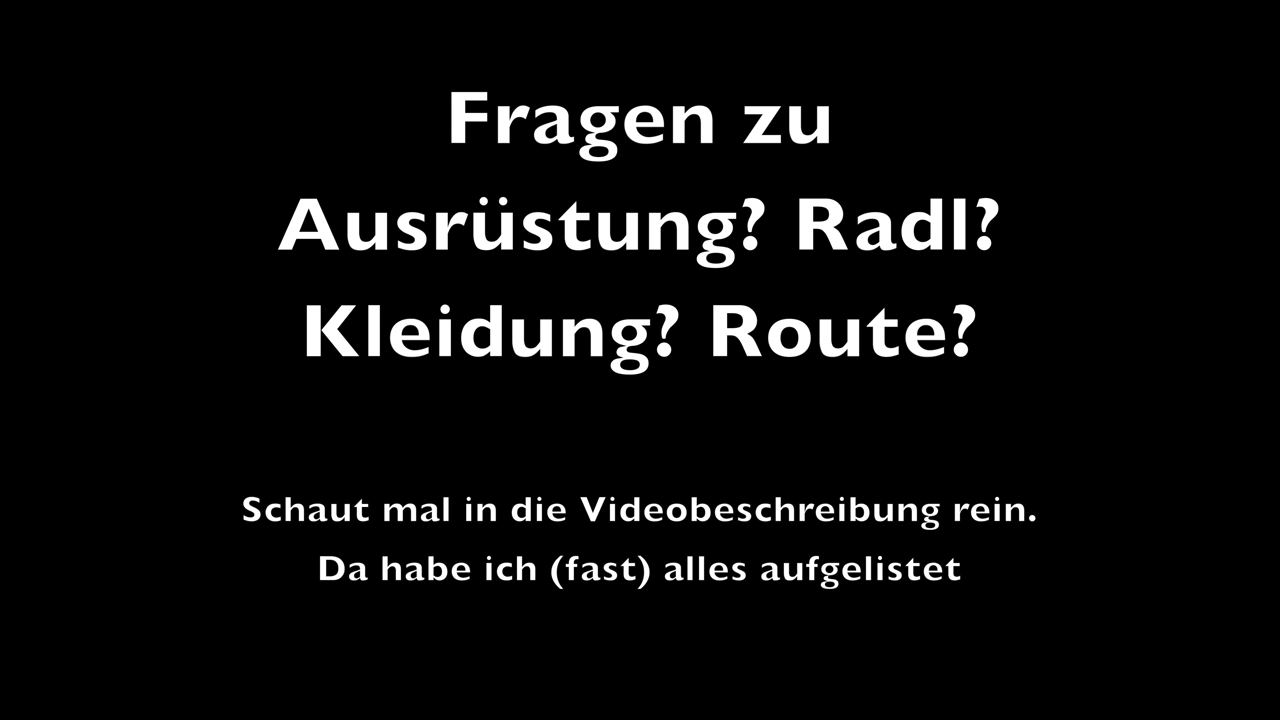 Fragen zu
Ausrüstung? Radl?
Kleidung? Route?
Schaut mal in die Videobeschreibung rein.
Da habe ich (fast) alles aufgelistet